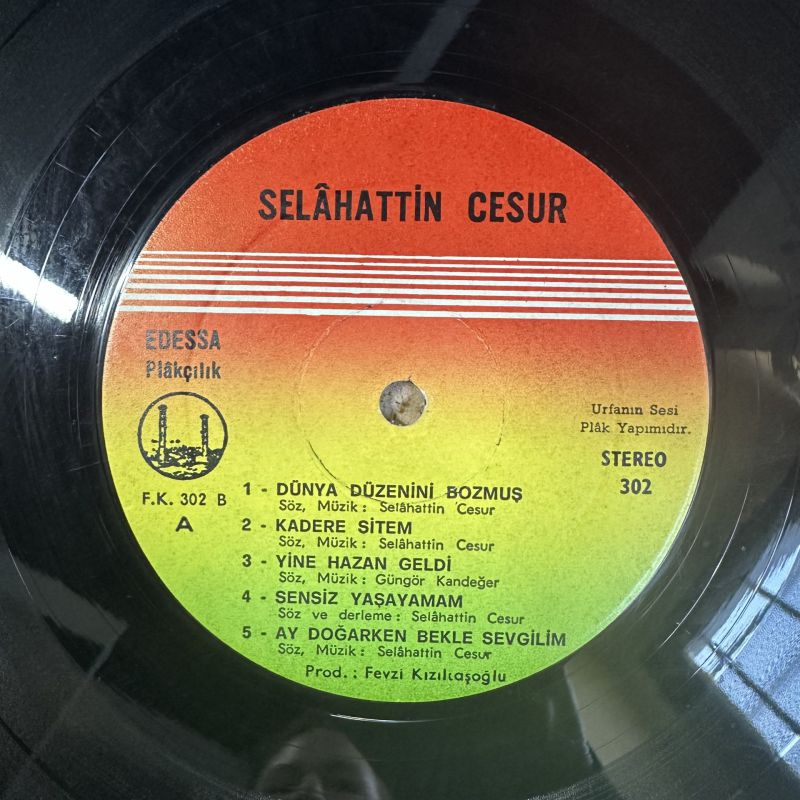 SELÂHATTİN CESUR
EDESSA
Plâkçılık
Urfanın Sesi
Plâk Yapımıdır.
STEREO
302
F.K. 302 B
A
1 - DÜNYA DÜZENİNİ BOZMUŞ
Söz, Müzik : Selâhattin Cesur
2 - KADERE SİTEM
Söz, Müzik : Selâhattin Cesur
3 - YİNE HAZAN GELDİ
Söz, Müzik : Güngör Kandeğer
4 - SENSİZ YAŞAYAMAM
Söz ve derleme : Selâhattin Cesur
5 - AY DOĞARKEN BEKLE SEVGİLİM
Söz, Müzik : Selâhattin Cesur
Prod. : Fevzi